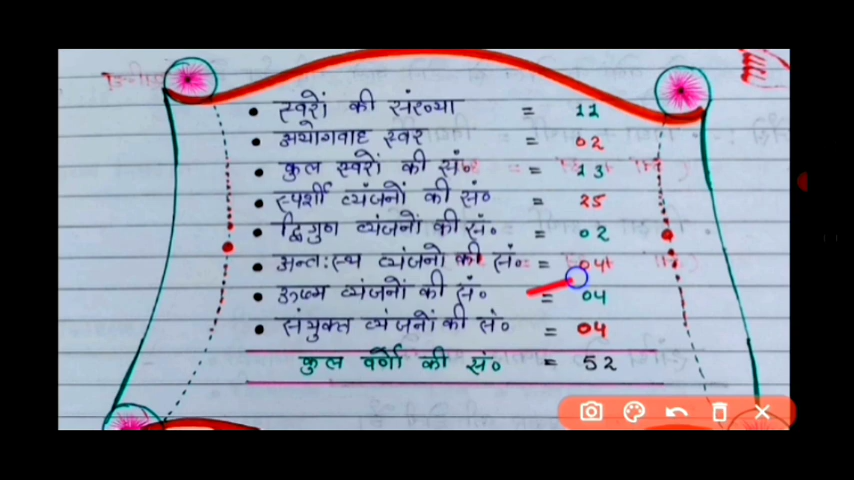 • स्वरों की संख्या = 11
• अयोगवाह स्वर = 02
• कुल स्वरों की सं० = 13
• स्पर्शी व्यंजनों की सं० = 25
• द्विगुण व्यंजनों की सं० = 02
• अन्त:स्थ व्यंजनों की सं० = 04
• ऊष्म व्यंजनों की सं० = 04
• संयुक्त व्यंजनों की सं० = 04
कुल वर्णों की सं० = 52